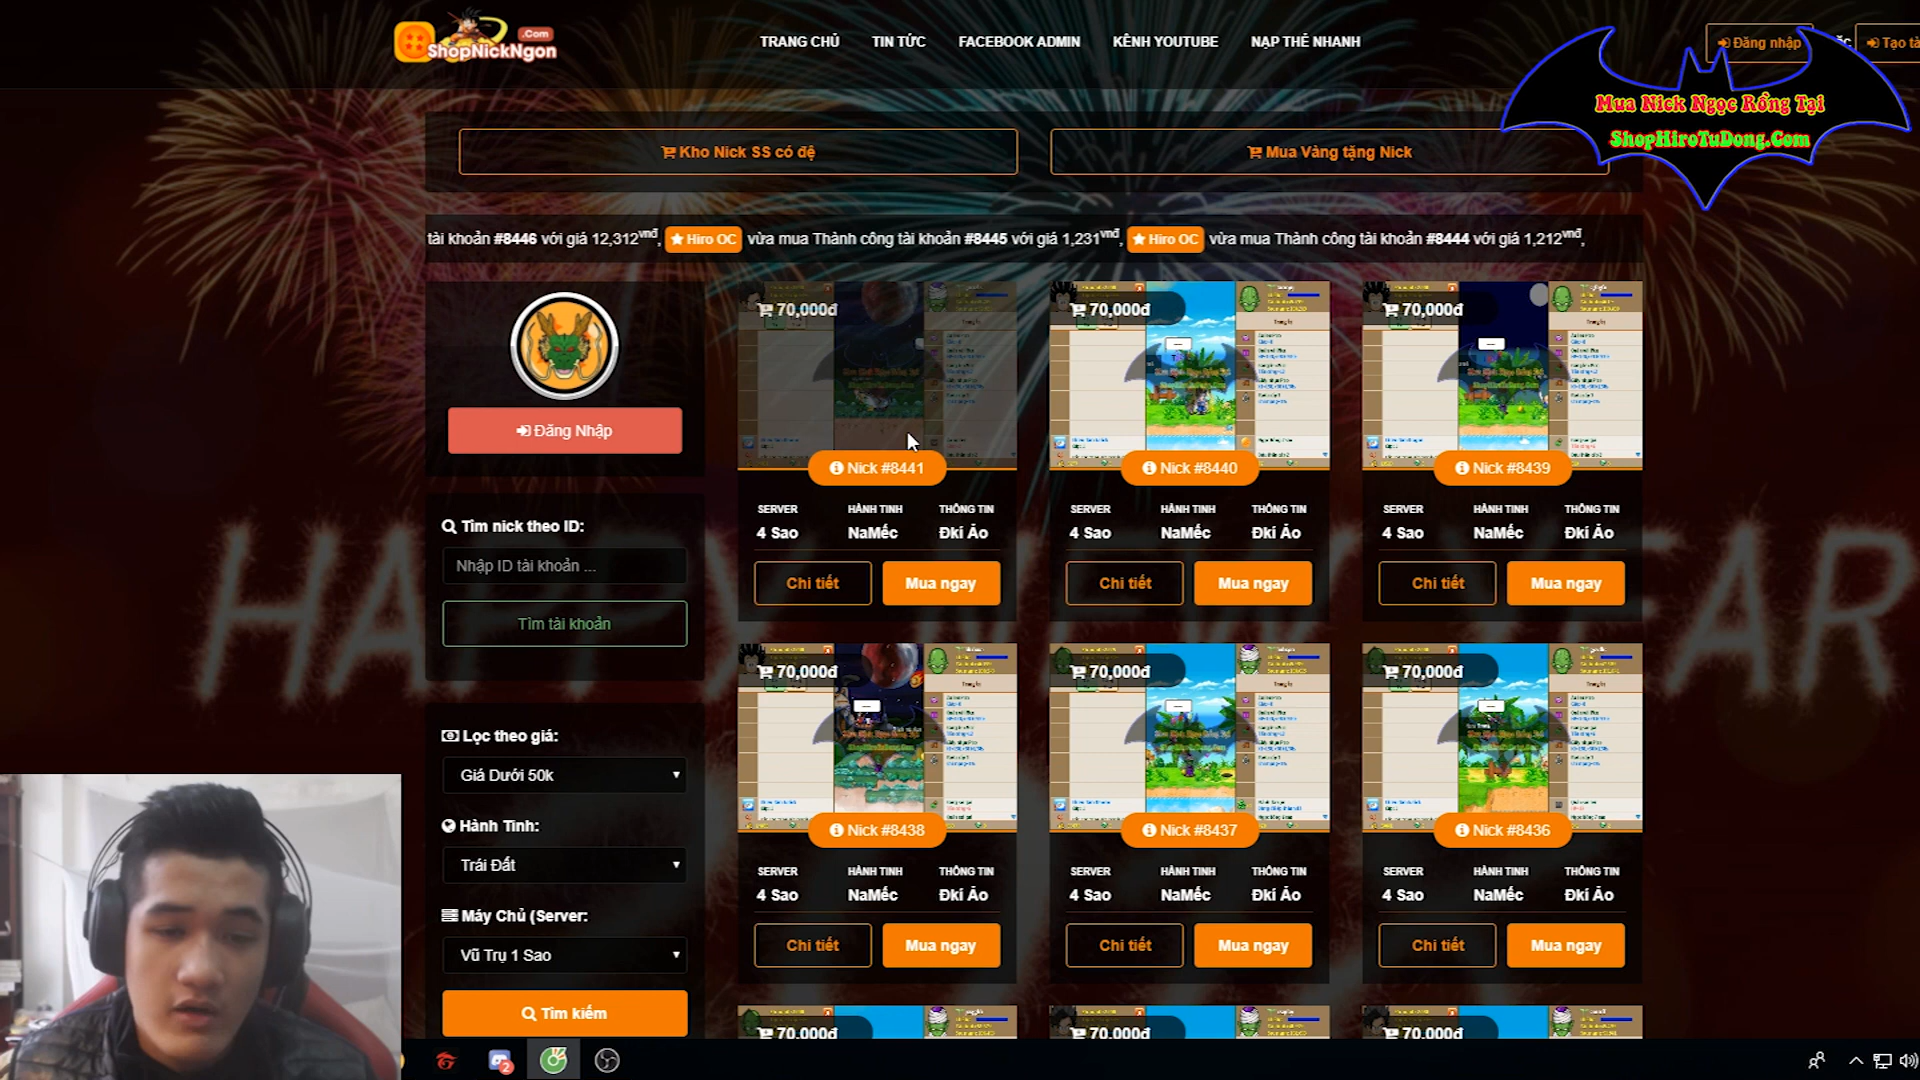 .Com
ShopNickNgon
TRANG CHỦ
TIN TỨC
FACEBOOK ADMIN
KÊNH YOUTUBE
NẠP THẺ NHANH
Đăng nhập
Mua Nick Ngọc Rồng Tại
ShopHiroTuDong.Com
Kho Nick SS có đệ
Mua Vàng tặng Nick
tài khoản #8446 với giá 12,312vnđ, Hiro OC vừa mua Thành công tài khoản #8445 với giá 1,231vnđ, Hiro OC vừa mua Thành công tài khoản #8444 với giá 1,212vnđ,
Đăng Nhập
Tìm nick theo ID:
Nhập ID tài khoản ...
Tìm tài khoản
Lọc theo giá:
Giá Dưới 50k
Hành Tinh:
Trái Đất
Máy Chủ (Server:
Vũ Trụ 1 Sao
Tìm kiếm
70,000đ
70,000đ
70,000đ
Nick #8441
Nick #8440
Nick #8439
SERVER HÀNH TINH THÔNG TIN
4 Sao NaMếc Đkí Ảo
Chi tiết Mua ngay
SERVER HÀNH TINH THÔNG TIN
4 Sao NaMếc Đkí Ảo
Chi tiết Mua ngay
SERVER HÀNH TINH THÔNG TIN
4 Sao NaMếc Đkí Ảo
Chi tiết Mua ngay
70,000đ
70,000đ
70,000đ
Nick #8438
Nick #8437
Nick #8436
SERVER HÀNH TINH THÔNG TIN
4 Sao NaMếc Đkí Ảo
Chi tiết Mua ngay
SERVER HÀNH TINH THÔNG TIN
4 Sao NaMếc Đkí Ảo
Chi tiết Mua ngay
SERVER HÀNH TINH THÔNG TIN
4 Sao NaMếc Đkí Ảo
Chi tiết Mua ngay
70,000đ
70,000đ
70,000đ
HAPPY NEW YEAR
2